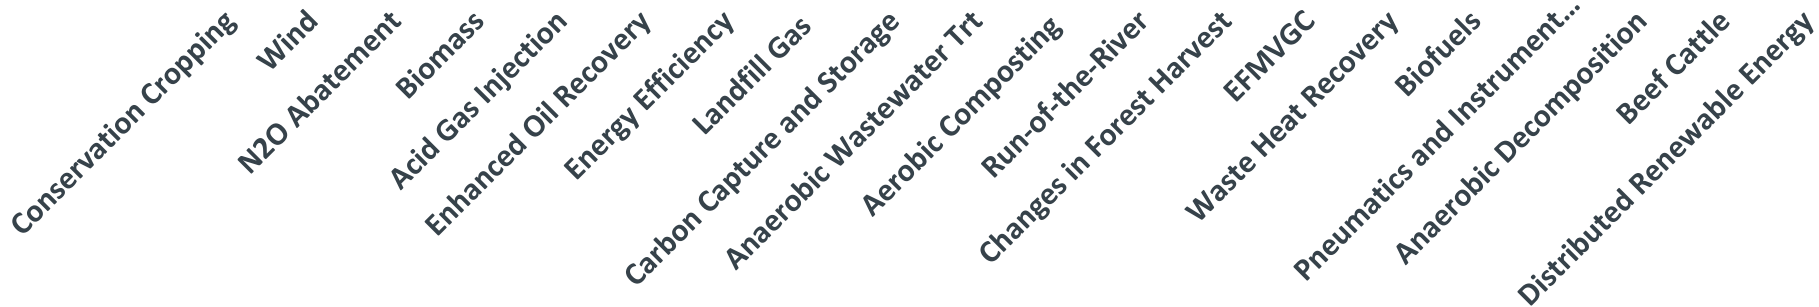 Conservation Cropping
Wind
N2O Abatement
Biomass
Acid Gas Injection
Enhanced Oil Recovery
Energy Efficiency
Landfill Gas
Carbon Capture and Storage
Anaerobic Wastewater Trt
Aerobic Composting
Run-of-the-River
Changes in Forest Harvest
EFMVGC
Waste Heat Recovery
Biofuels
Pneumatics and Instrument...
Anaerobic Decomposition
Beef Cattle
Distributed Renewable Energy